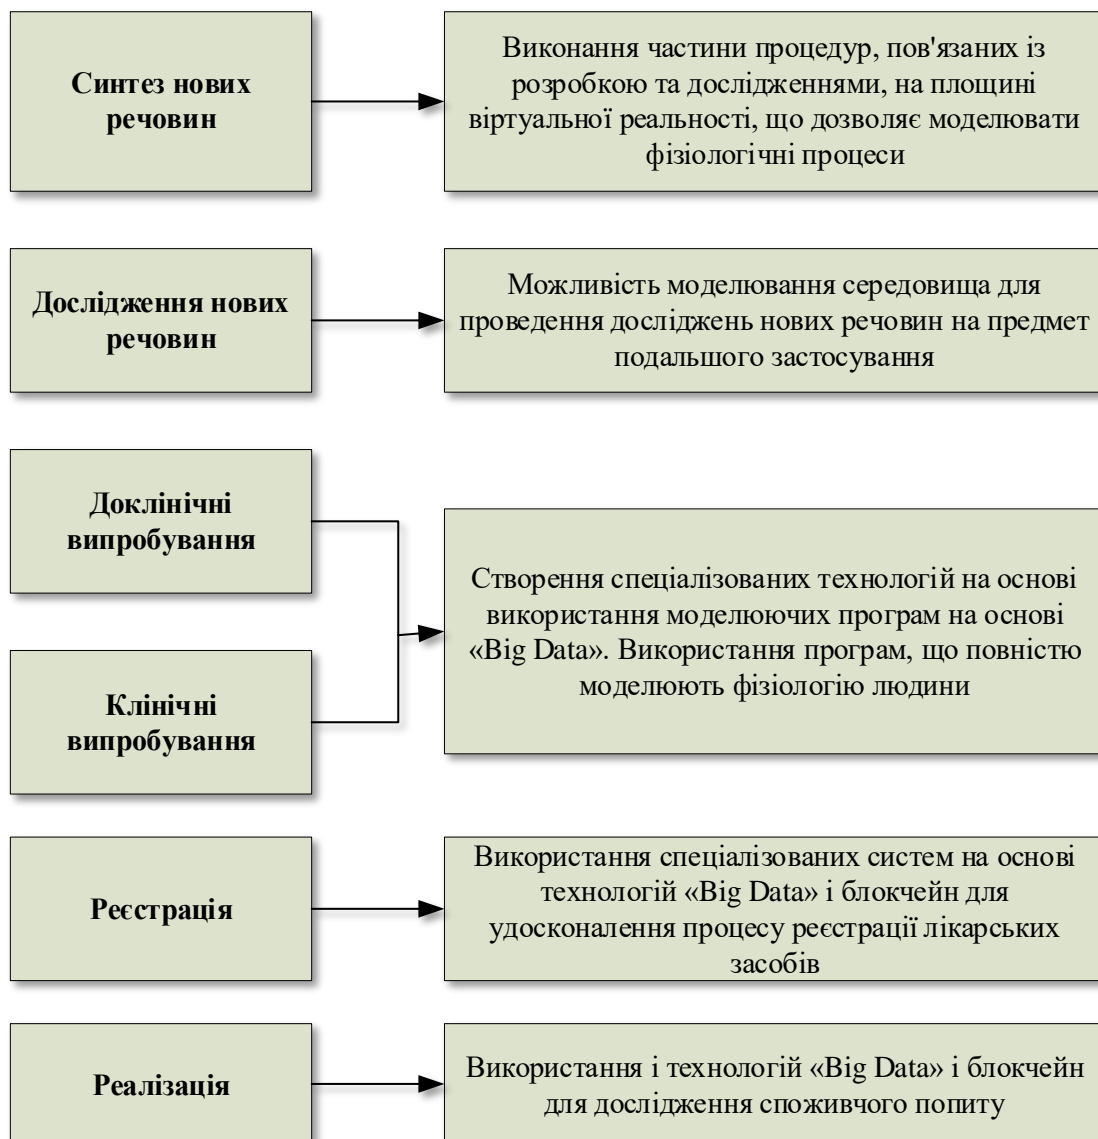 Синтез нових
речовин
Виконання частини процедур, пов'язаних із
розробкою та дослідженнями, на площині
віртуальної реальності, що дозволяє моделювати
фізіологічні процеси
Дослідження нових
речовин
Можливість моделювання середовища для
проведення досліджень нових речовин на предмет
подальшого застосування
Доклінічні
випробування
Клінічні
випробування
Створення спеціалізованих технологій на основі
використання моделюючих програм на основі
«Big Data». Використання програм, що повністю
моделюють фізіологію людини
Реєстрація
Використання спеціалізованих систем на основі
технологій «Big Data» і блокчейн для
удосконалення процесу реєстрації лікарських
засобів
Реалізація
Використання і технологій «Big Data» і блокчейн
для дослідження споживчого попиту